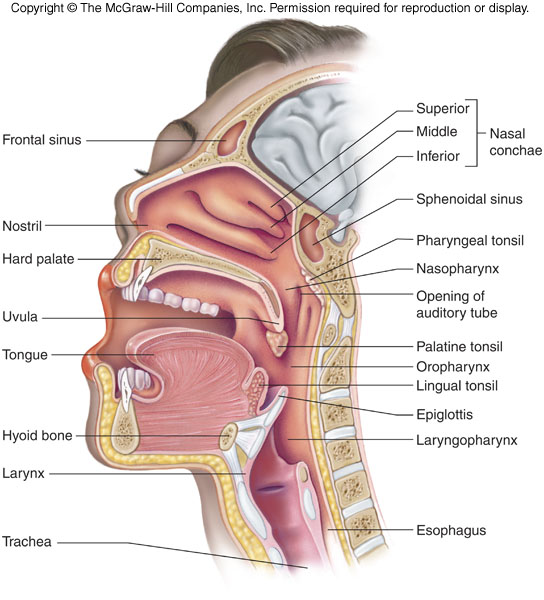 Copyright © The McGraw-Hill Companies, Inc. Permission required for reproduction or display.
Frontal sinus
Nostril
Hard palate
Uvula
Tongue
Hyoid bone
Larynx
Trachea
Superior
Middle
Inferior
Nasal
conchae
Sphenoidal sinus
Pharyngeal tonsil
Nasopharynx
Opening of
auditory tube
Palatine tonsil
Oropharynx
Lingual tonsil
Epiglottis
Laryngopharynx
Esophagus